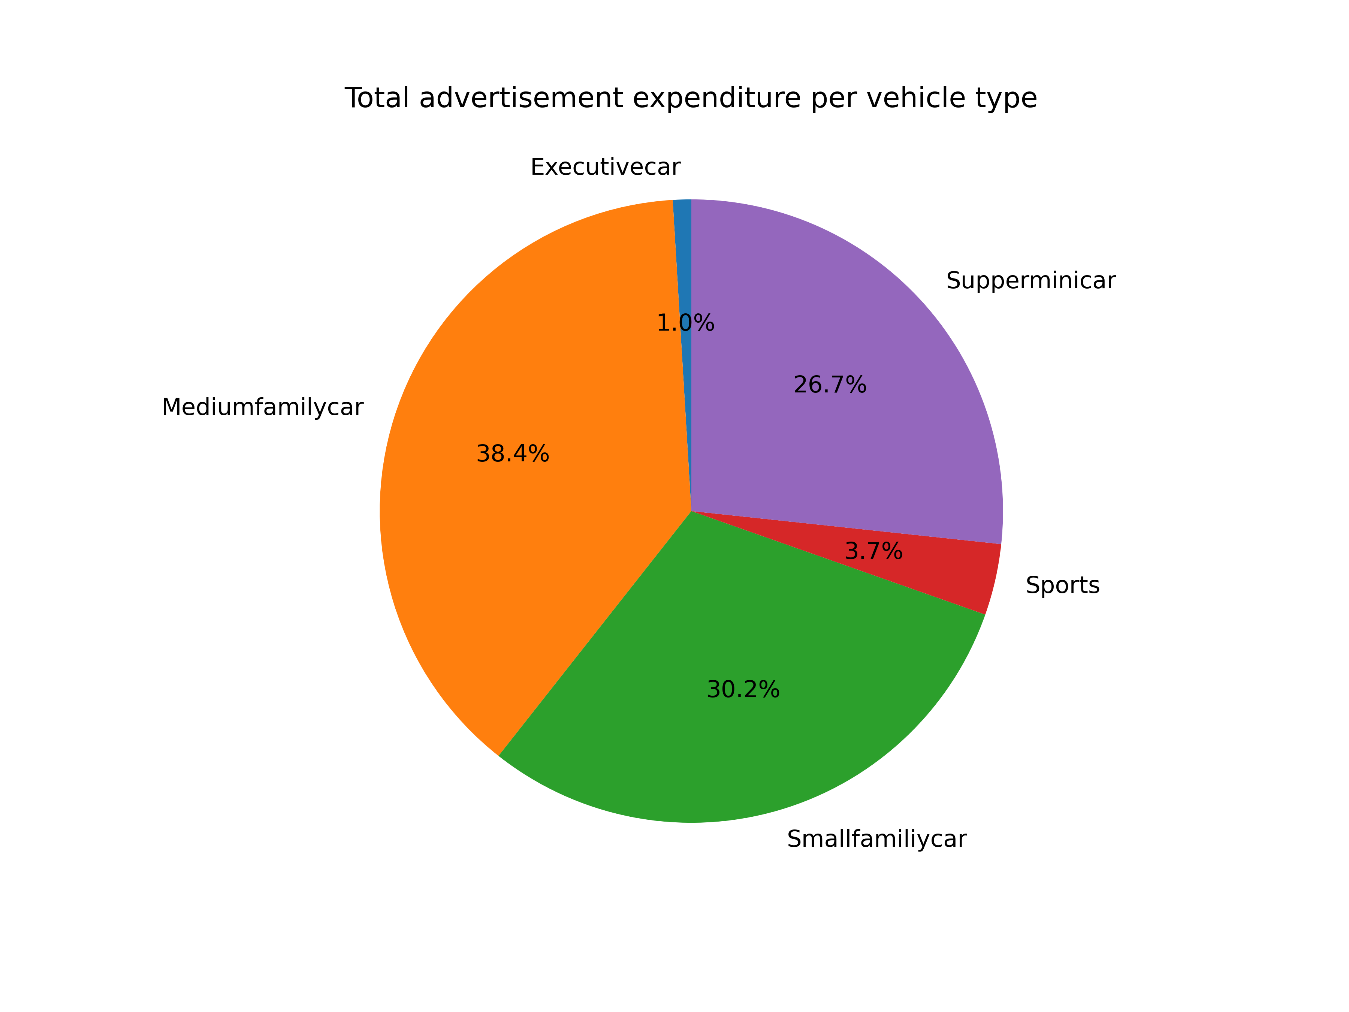 Total advertisement expenditure per vehicle type
Executivecar
Supperminicar
1.0%
26.7%
Mediumfamilycar
38.4%
3.7%
Sports
30.2%
Smallfamiliycar